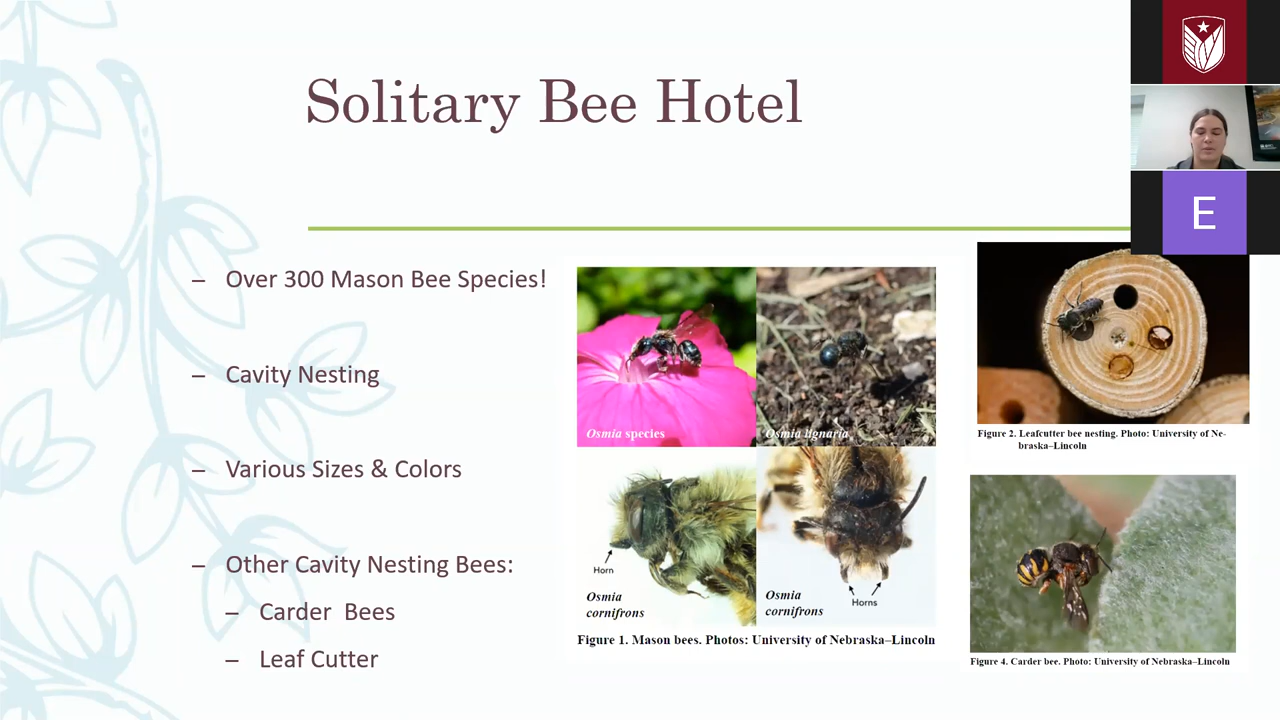 Solitary Bee Hotel
– Over 300 Mason Bee Species!
– Cavity Nesting
– Various Sizes & Colors
– Other Cavity Nesting Bees:
– Carder Bees
– Leaf Cutter
Osmia species
Osmia lignaria
Horn
Osmia
cornifrons
Osmia
cornifrons
Horns
Figure 1. Mason bees. Photos: University of Nebraska–Lincoln
E
Figure 2. Leafcutter bee nesting. Photo: University of Ne-
braska–Lincoln
Figure 4. Carder bee. Photo: University of Nebraska–Lincoln